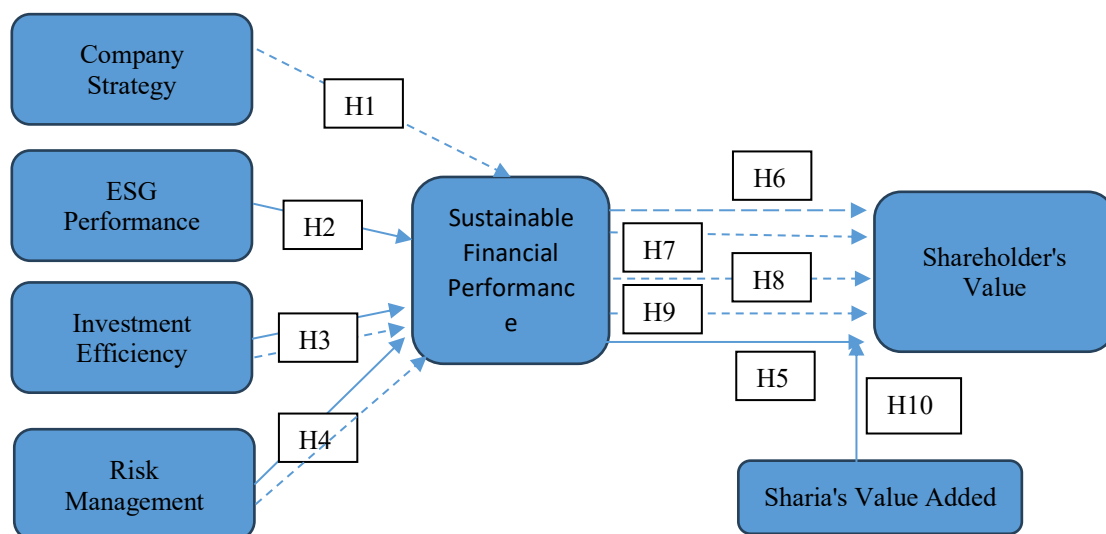 Company
Strategy
H1
ESG
Performance
H2
Investment
Efficiency
H3
Risk
Management
H4
Sustainable
Financial
Performanc
e
H6
H7
H8
H9
H5
H10
Shareholder's
Value
Sharia's Value Added